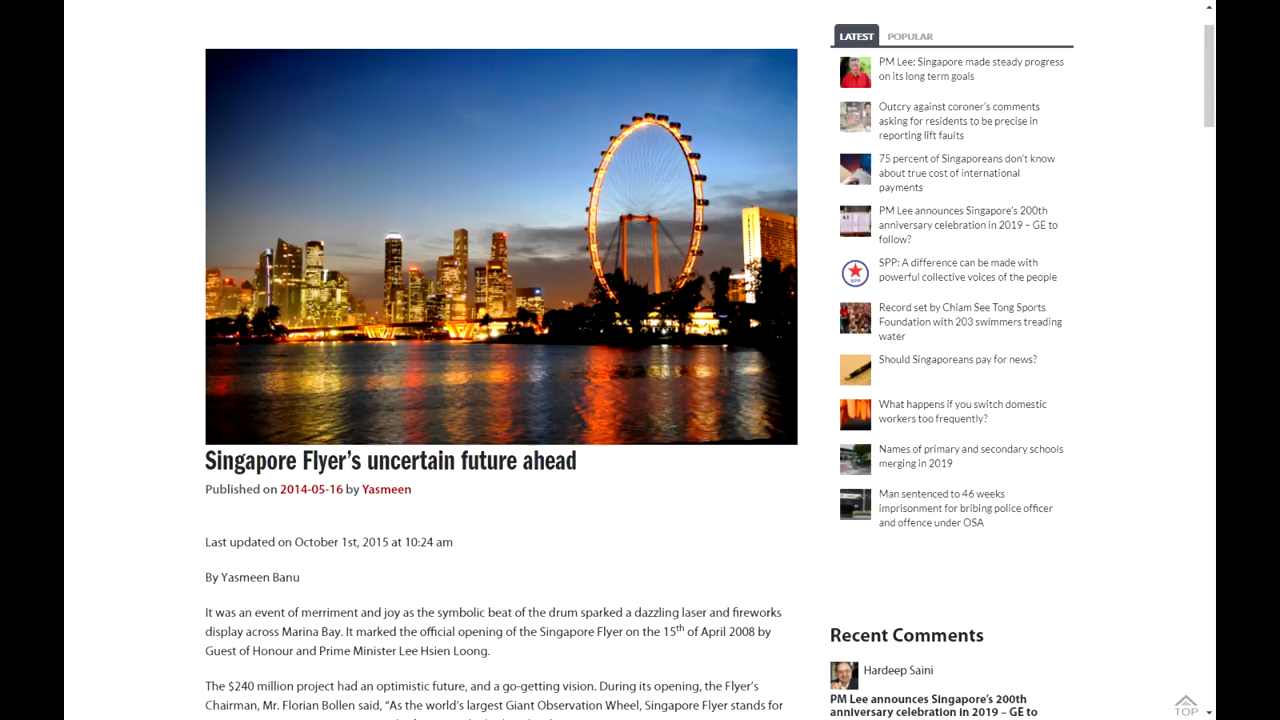 LATEST POPULAR
PM Lee: Singapore made steady progress
on its long term goals
Outcry against coroner's comments
asking for residents to be precise in
reporting lift faults
75 percent of Singaporeans don't know
about true cost of international
payments
PM Lee announces Singapore's 200th
anniversary celebration in 2019 – GE to
follow?
SPP: A difference can be made with
powerful collective voices of the people
Record set by Chiam See Tong Sports
Foundation with 203 swimmers treading
water
Should Singaporeans pay for news?
What happens if you switch domestic
workers too frequently?
Names of primary and secondary schools
merging in 2019
Man sentenced to 46 weeks
imprisonment for bribing police officer
and offence under OSA
Singapore Flyer's uncertain future ahead
Published on 2014-05-16 by Yasmeen
Last updated on October 1st, 2015 at 10:24 am
By Yasmeen Banu
It was an event of merriment and joy as the symbolic beat of the drum sparked a dazzling laser and fireworks
display across Marina Bay. It marked the official opening of the Singapore Flyer on the 15th of April 2008 by
Guest of Honour and Prime Minister Lee Hsien Loong.
The $240 million project had an optimistic future, and a go-getting vision. During its opening, the Flyer's
Chairman, Mr. Florian Bollen said, "As the world's largest Giant Observation Wheel, Singapore Flyer stands for
Recent Comments
Hardeep Saini
PM Lee announces Singapore's 200th
anniversary celebration in 2019 – GE to
TOP